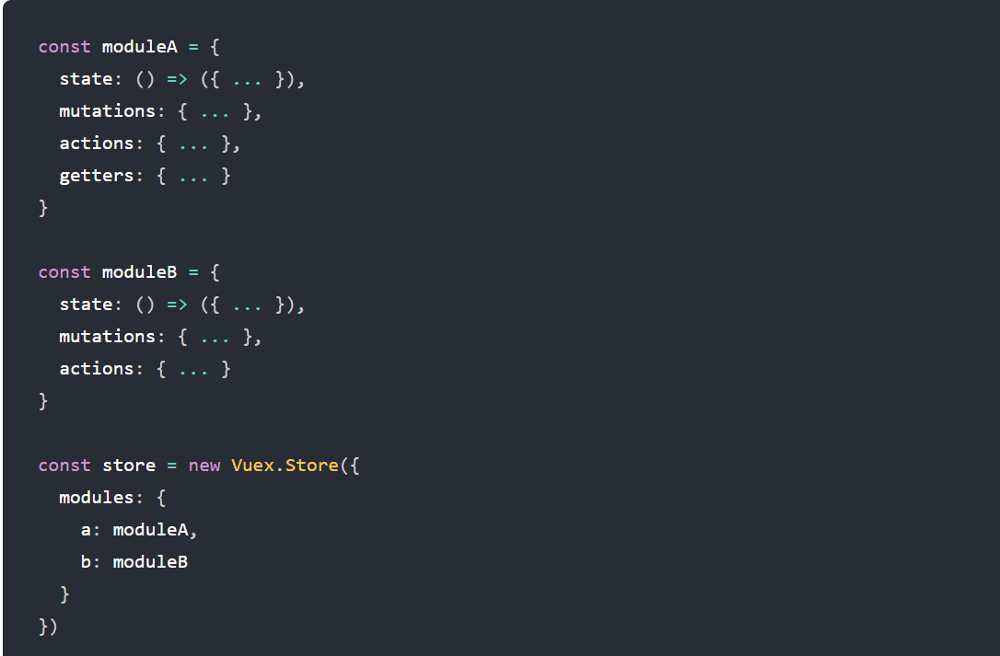 const moduleA = {
  state: () => ({ ... }),
  mutations: { ... },
  actions: { ... },
  getters: { ... }
}

const moduleB = {
  state: () => ({ ... }),
  mutations: { ... },
  actions: { ... }
}

const store = new Vuex.Store({
  modules: {
    a: moduleA,
    b: moduleB
  }
})